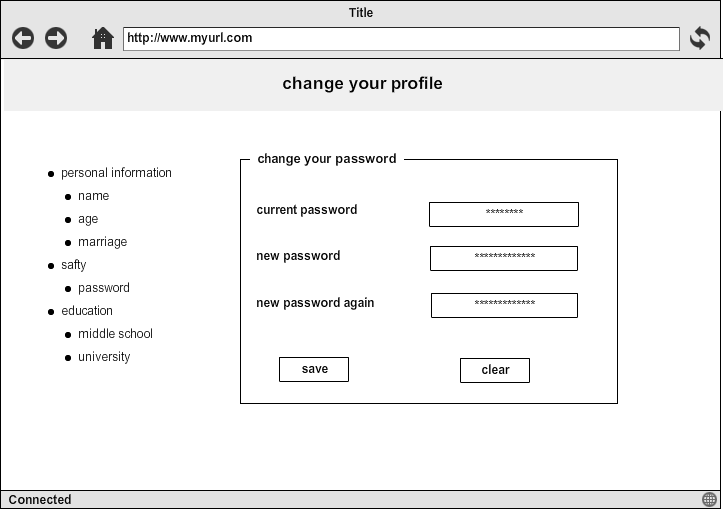 Title
http://www.myurl.com
change your profile
personal information
name
age
marriage
safty
password
education
middle school
university
change your password
current password ********
new password *************
new password again *************
save clear
Connected